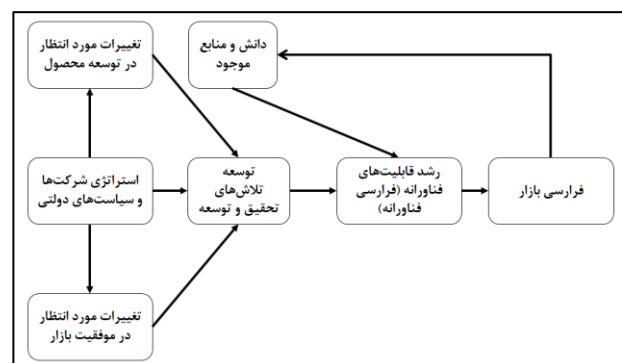 تغییرات مورد انتظار
در توسعه محصول
دانش و منابع
موجود
استراتژی شرکت‌ها
و سیاست‌های دولتی
توسعه
تلاش‌های
تحقیق و توسعه
رشد قابلیت‌های
فناورانه (فرارسی
فناورانه)
فرارسی بازار
تغییرات مورد انتظار
در موفقیت بازار